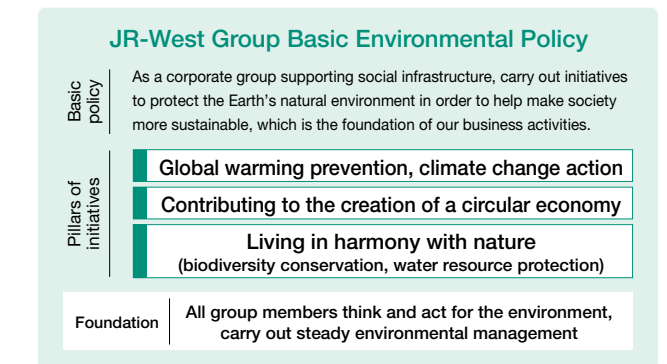 JR-West Group Basic Environmental Policy
Basic
policy
As a corporate group supporting social infrastructure, carry out initiatives
to protect the Earth's natural environment in order to help make society
more sustainable, which is the foundation of our business activities.
Pillars of
initiatives
Global warming prevention, climate change action
Contributing to the creation of a circular economy
Living in harmony with nature
(biodiversity conservation, water resource protection)
Foundation
All group members think and act for the environment,
carry out steady environmental management